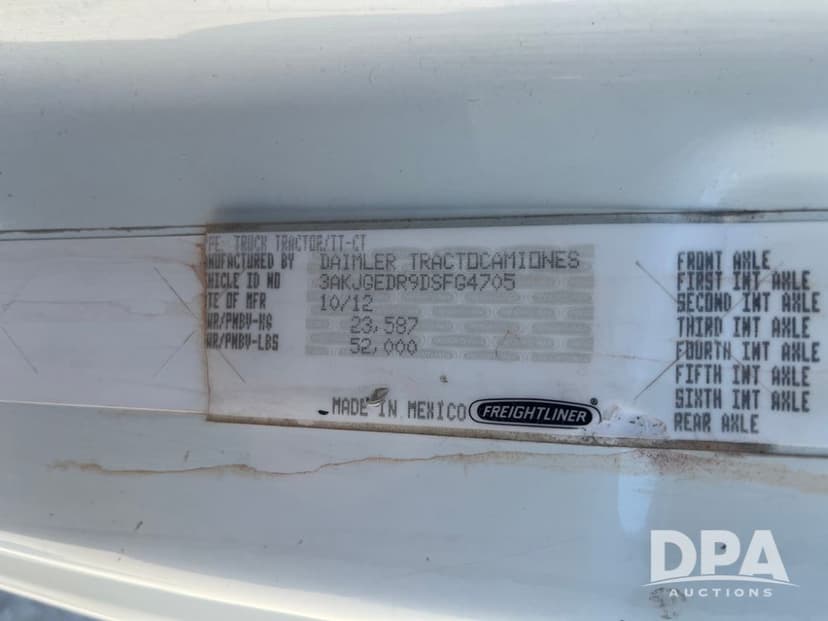 PE: TRUCK TRACTOR/TT-CT
NUFACTURED BY DAIMLER TRACTOCAMIONES
HICLE ID NO 3AKJGEDR9DSFG4705
TE OF MFR 10/12
WR/PMBV-KG 23,587
WR/PMBV-LBS 52,000
MADE IN MEXICO FREIGHTLINER®
FRONT AXLE
FIRST INT AXLE
SECOND INT AXLE
THIRD INT AXLE
FOURTH INT AXLE
FIFTH INT AXLE
SIXTH INT AXLE
REAR AXLE
DPA
AUCTIONS